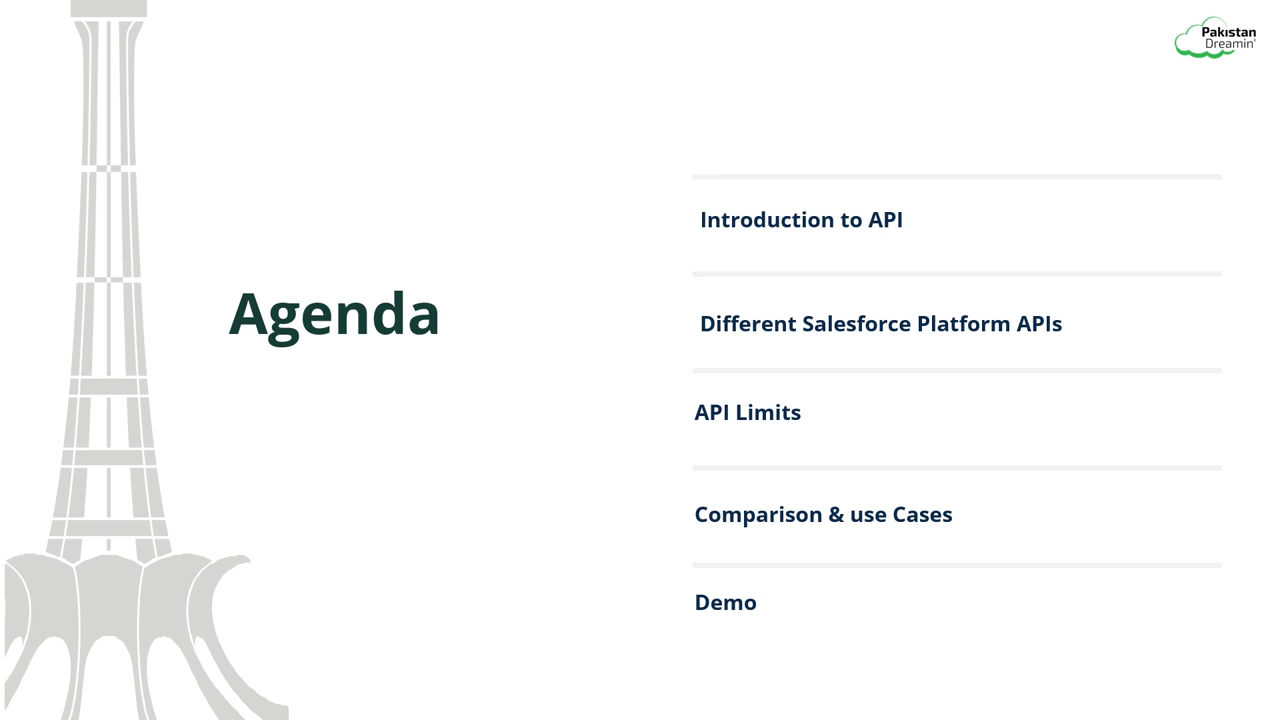 Pakistan
Dreamin'
Agenda
Introduction to API
Different Salesforce Platform APIs
API Limits
Comparison & use Cases
Demo